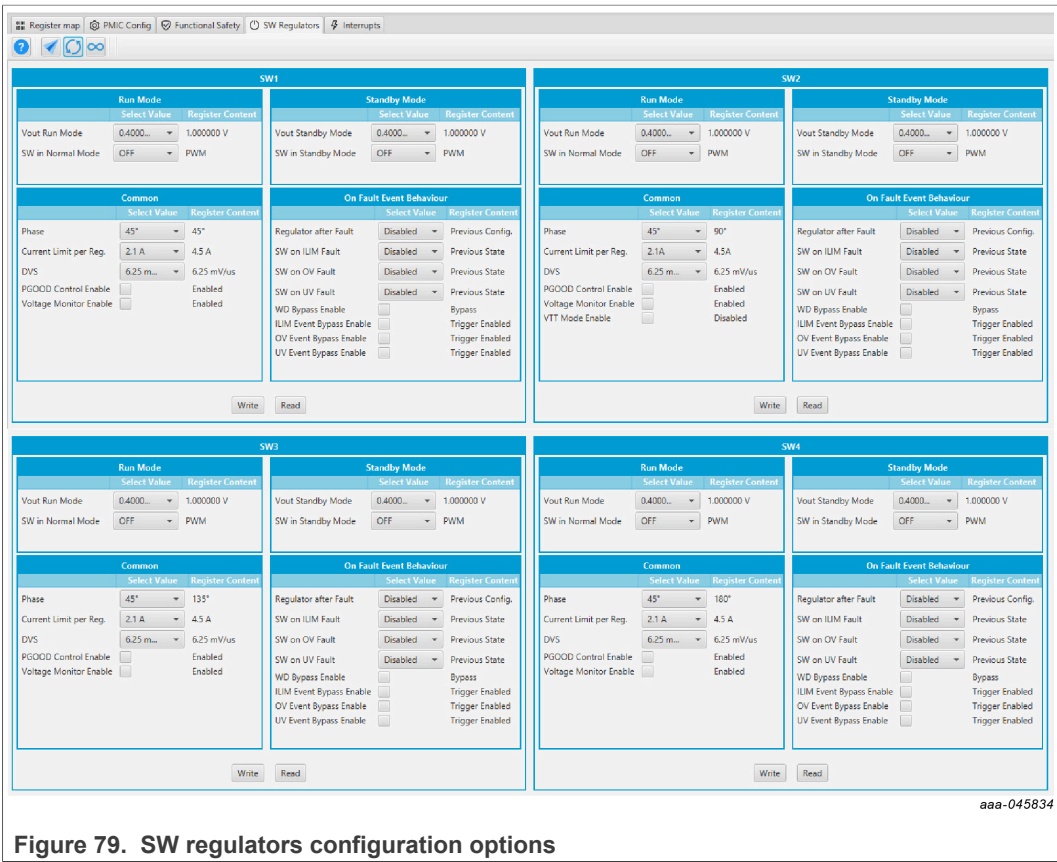 Register map PMIC Config Functional Safety SW Regulators Interrupts
SW1
Run Mode
Select Value Register Content
Vout Run Mode 0.4000... 1.000000 V
SW in Normal Mode OFF PWM
Standby Mode
Select Value Register Content
Vout Standby Mode 0.4000... 1.000000 V
SW in Standby Mode OFF PWM
Common
Select Value Register Content
Phase 45° 45°
Current Limit per Reg. 2.1 A 4.5 A
DVS 6.25 m... 6.25 mV/us
PGOOD Control Enable Enabled
Voltage Monitor Enable Enabled
On Fault Event Behaviour
Select Value Register Content
Regulator after Fault Disabled Previous Config.
SW on ILIM Fault Disabled Previous State
SW on OV Fault Disabled Previous State
SW on UV Fault Disabled Previous State
WD Bypass Enable Bypass
ILIM Event Bypass Enable Trigger Enabled
OV Event Bypass Enable Trigger Enabled
UV Event Bypass Enable Trigger Enabled
Write Read
SW2
Run Mode
Select Value Register Content
Vout Run Mode 0.4000... 1.000000 V
SW in Normal Mode OFF PWM
Standby Mode
Select Value Register Content
Vout Standby Mode 0.4000... 1.000000 V
SW in Standby Mode OFF PWM
Common
Select Value Register Content
Phase 45° 90°
Current Limit per Reg. 2.1A 4.5A
DVS 6.25 m... 6.25 mV/us
PGOOD Control Enable Enabled
Voltage Monitor Enable Enabled
VTT Mode Enable Disabled
On Fault Event Behaviour
Select Value Register Content
Regulator after Fault Disabled Previous Config.
SW on ILIM Fault Disabled Previous State
SW on OV Fault Disabled Previous State
SW on UV Fault Disabled Previous State
WD Bypass Enable Bypass
ILIM Event Bypass Enable Trigger Enabled
OV Event Bypass Enable Trigger Enabled
UV Event Bypass Enable Trigger Enabled
Write Read
SW3
Run Mode
Select Value Register Content
Vout Run Mode 0.4000... 1.000000 V
SW in Normal Mode OFF PWM
Standby Mode
Select Value Register Content
Vout Standby Mode 0.4000... 1.000000 V
SW in Standby Mode OFF PWM
Common
Select Value Register Content
Phase 45° 135°
Current Limit per Reg. 2.1 A 4.5 A
DVS 6.25 m... 6.25 mV/us
PGOOD Control Enable Enabled
Voltage Monitor Enable Enabled
On Fault Event Behaviour
Select Value Register Content
Regulator after Fault Disabled Previous Config.
SW on ILIM Fault Disabled Previous State
SW on OV Fault Disabled Previous State
SW on UV Fault Disabled Previous State
WD Bypass Enable Bypass
ILIM Event Bypass Enable Trigger Enabled
OV Event Bypass Enable Trigger Enabled
UV Event Bypass Enable Trigger Enabled
Write Read
SW4
Run Mode
Select Value Register Content
Vout Run Mode 0.4000... 1.000000 V
SW in Normal Mode OFF PWM
Standby Mode
Select Value Register Content
Vout Standby Mode 0.4000... 1.000000 V
SW in Standby Mode OFF PWM
Common
Select Value Register Content
Phase 45° 180°
Current Limit per Reg. 2.1 A 4.5 A
DVS 6.25 m... 6.25 mV/us
PGOOD Control Enable Enabled
Voltage Monitor Enable Enabled
On Fault Event Behaviour
Select Value Register Content
Regulator after Fault Disabled Previous Config.
SW on ILIM Fault Disabled Previous State
SW on OV Fault Disabled Previous State
SW on UV Fault Disabled Previous State
WD Bypass Enable Bypass
ILIM Event Bypass Enable Trigger Enabled
OV Event Bypass Enable Trigger Enabled
UV Event Bypass Enable Trigger Enabled
Write Read
aaa-045834
Figure 79. SW regulators configuration options